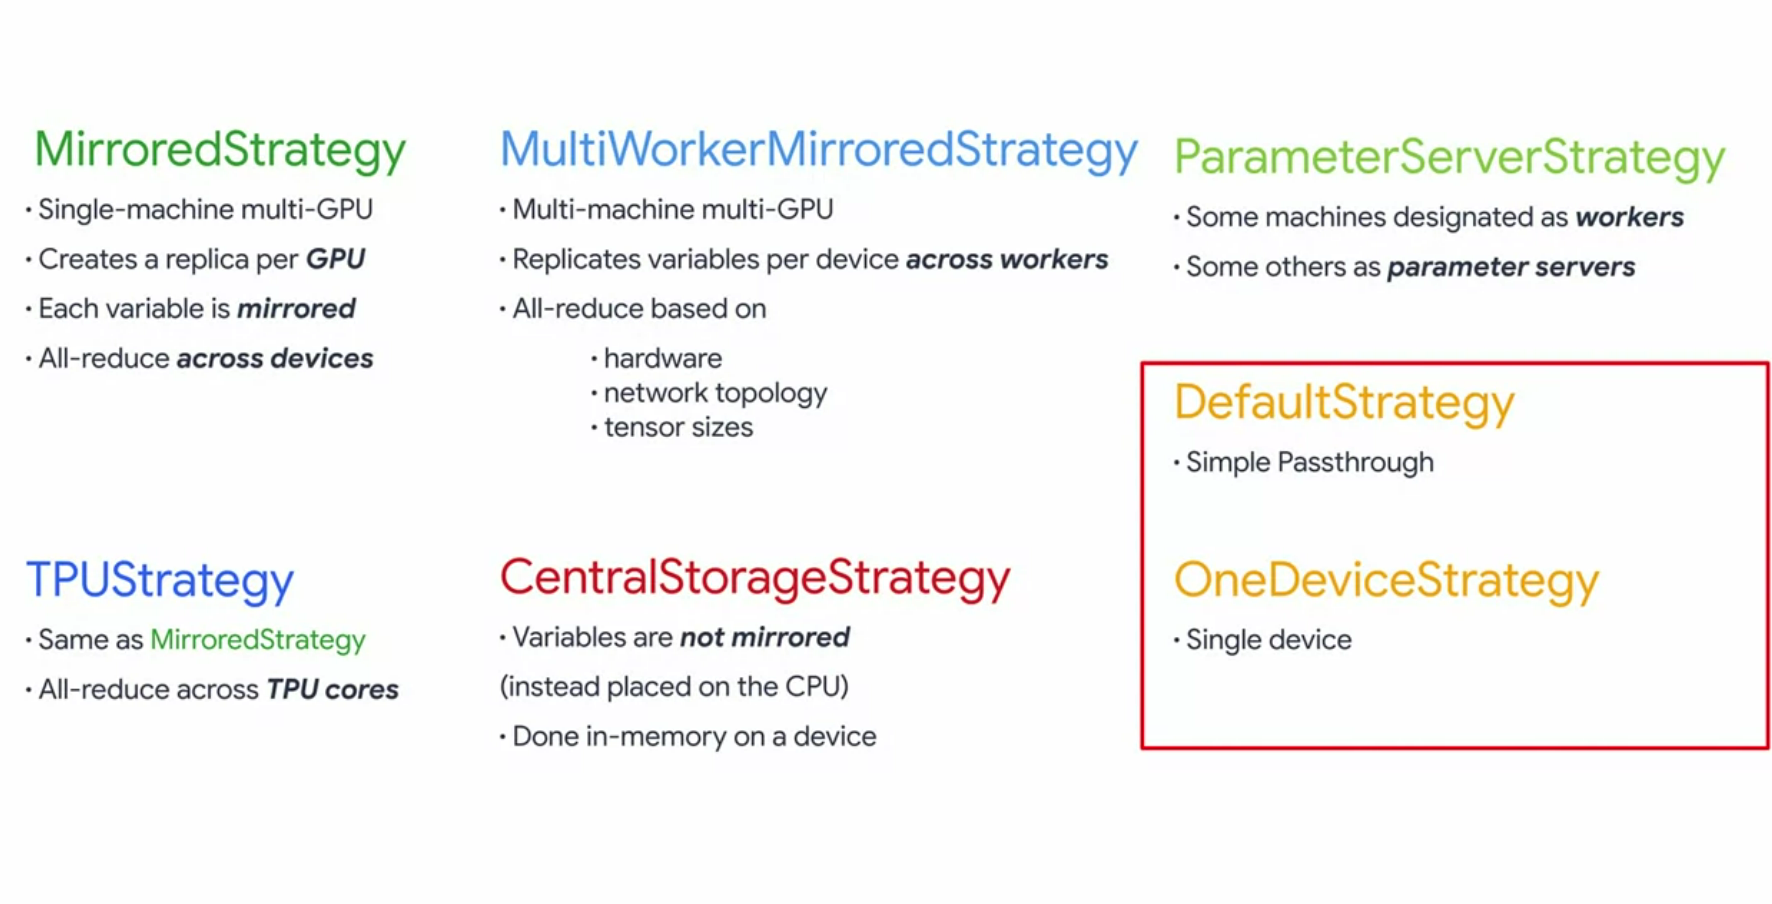 MirroredStrategy
· Single-machine multi-GPU
· Creates a replica per GPU
· Each variable is mirrored
· All-reduce across devices
MultiWorkerMirroredStrategy
· Multi-machine multi-GPU
· Replicates variables per device across workers
· All-reduce based on
· hardware
· network topology
· tensor sizes
ParameterServerStrategy
· Some machines designated as workers
· Some others as parameter servers
DefaultStrategy
· Simple Passthrough
TPUStrategy
· Same as MirroredStrategy
· All-reduce across TPU cores
CentralStorageStrategy
· Variables are not mirrored
(instead placed on the CPU)
· Done in-memory on a device
OneDeviceStrategy
· Single device